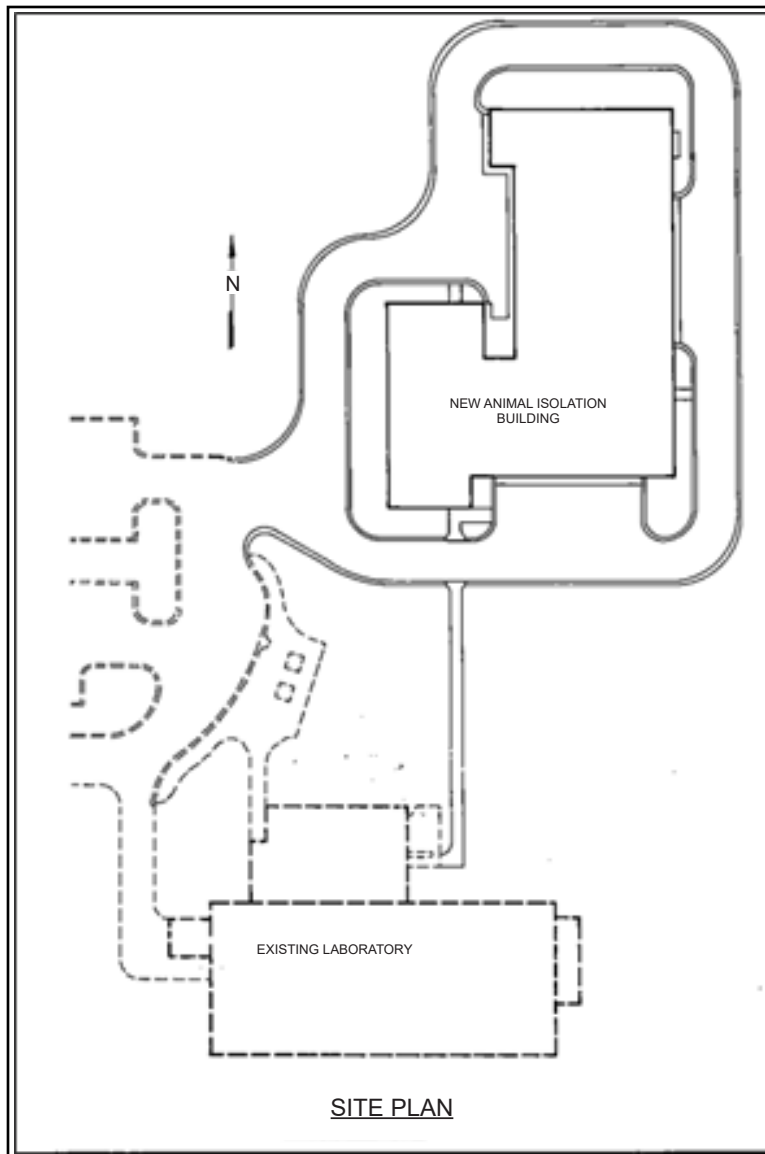 N
NEW ANIMAL ISOLATION
BUILDING
EXISTING LABORATORY
SITE PLAN